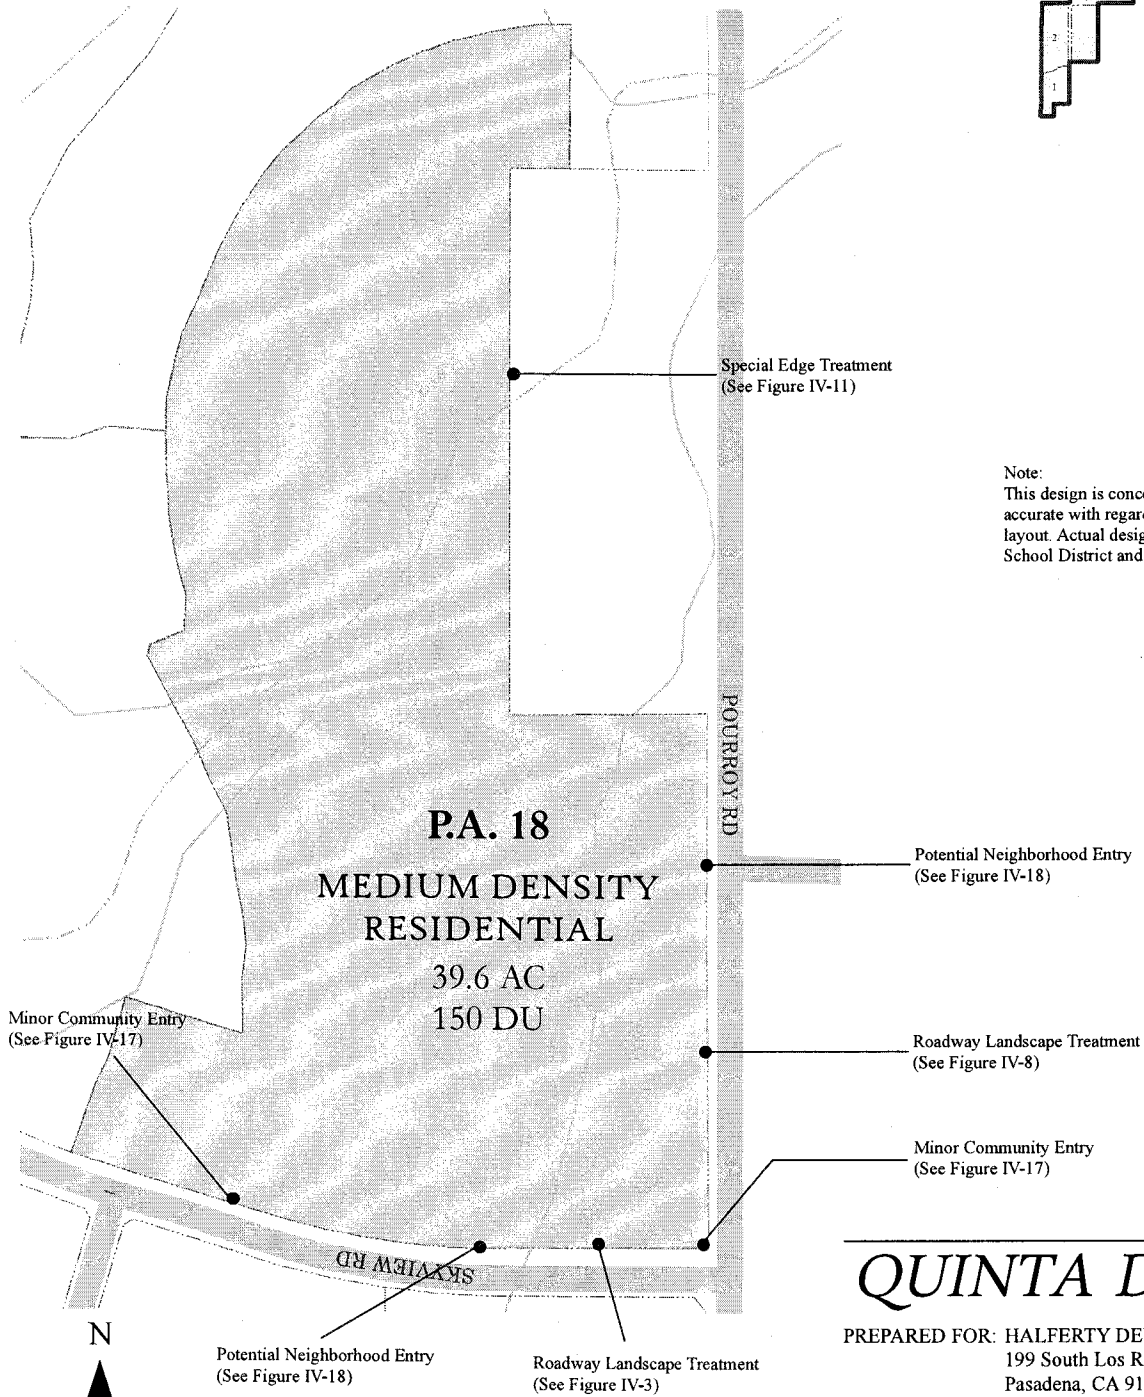 2
1
Special Edge Treatment
(See Figure IV-11)
Note:
This design is conc
accurate with regar
layout. Actual desig
School District and
POURROY RD
P.A. 18
MEDIUM DENSITY
RESIDENTIAL
39.6 AC
150 DU
Potential Neighborhood Entry
(See Figure IV-18)
Minor Community Entry
(See Figure IV-17)
Roadway Landscape Treatment
(See Figure IV-8)
Minor Community Entry
(See Figure IV-17)
SKYVIEW RD
N
Potential Neighborhood Entry
(See Figure IV-18)
Roadway Landscape Treatment
(See Figure IV-3)
QUINTA D
PREPARED FOR: HALFERTY DE
199 South Los R
Pasadena, CA 91